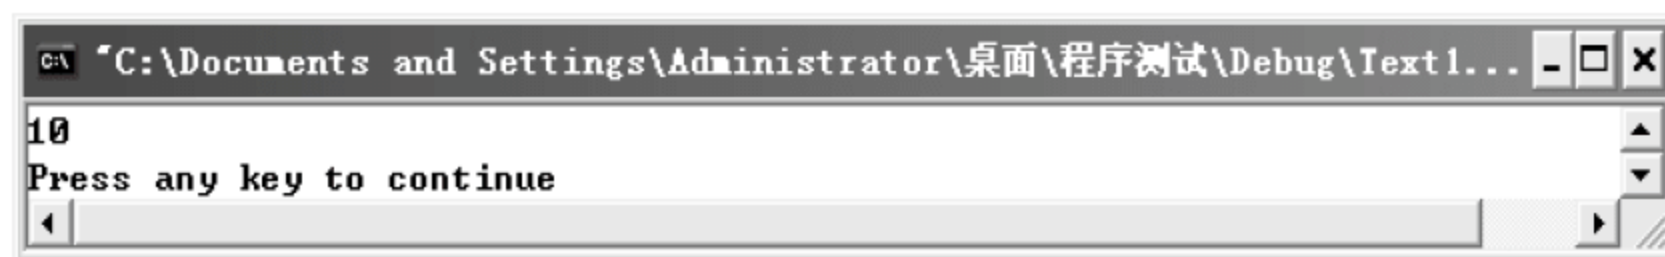 C:\ "C:\Documents and Settings\Administrator\桌面\程序测试\Debug\Text1...
10
Press any key to continue